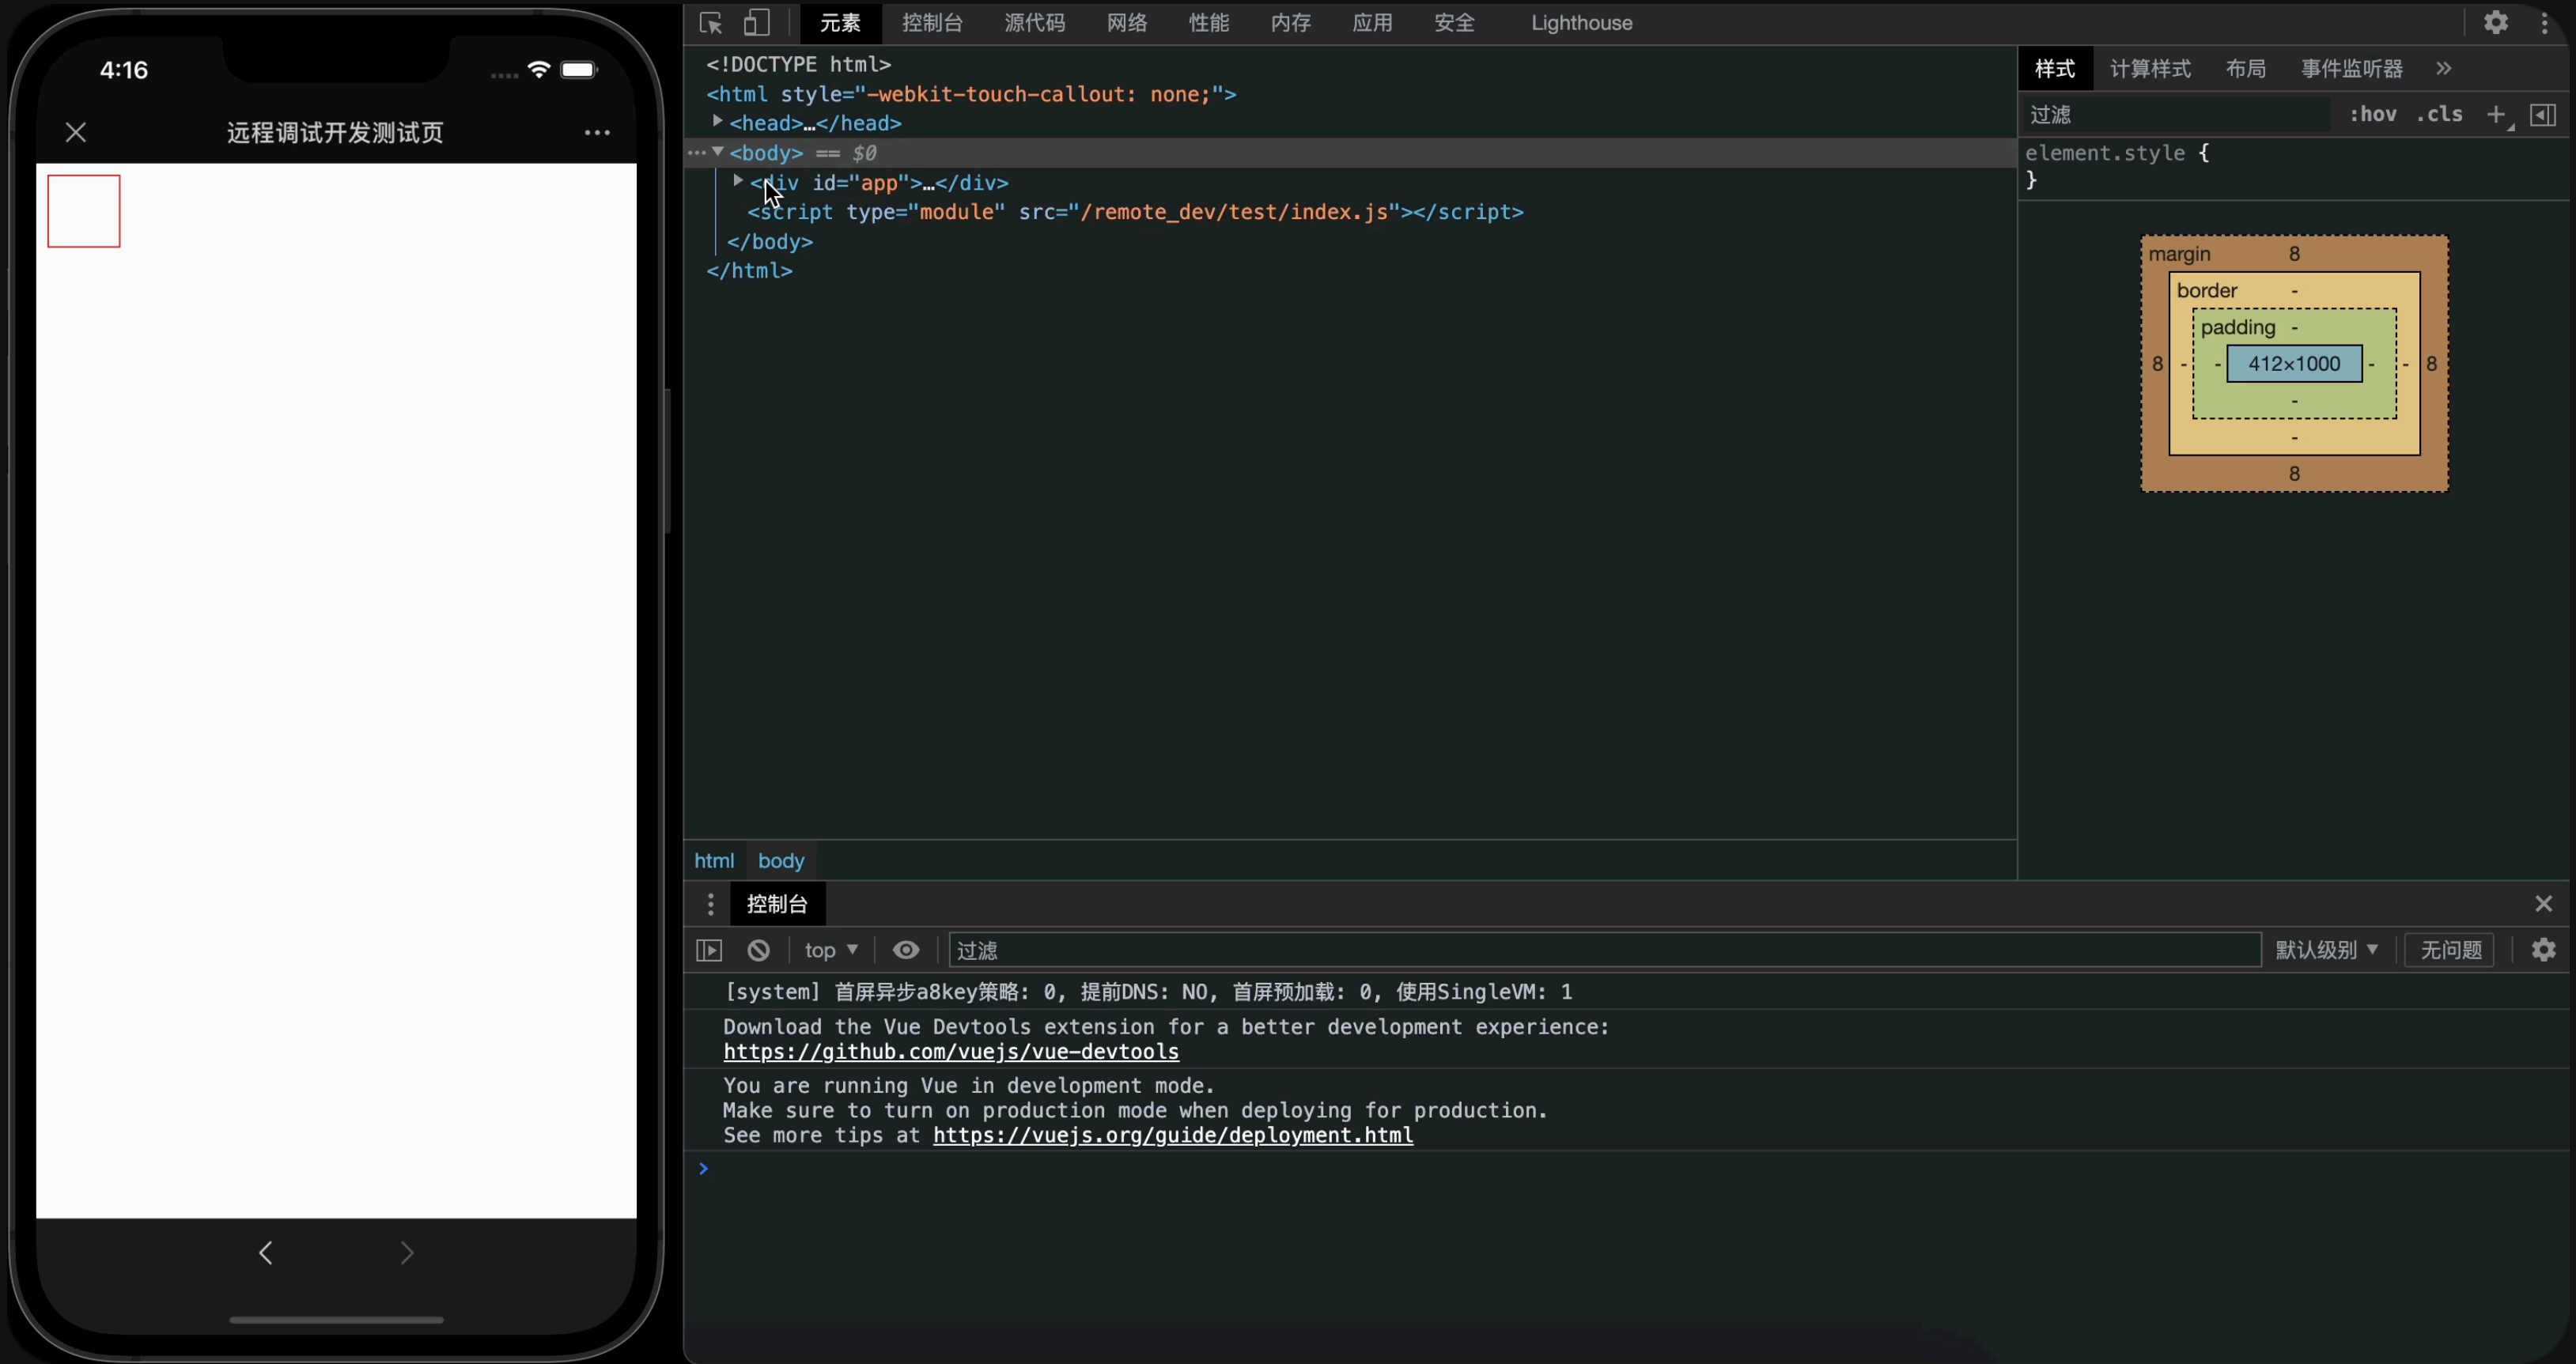 4:16
远程调试开发测试页
元素 控制台 源代码 网络 性能 内存 应用 安全 Lighthouse
<!DOCTYPE html>
<html style="-webkit-touch-callout: none;">
<head>…</head>
<body> == $0
<div id="app">…</div>
<script type="module" src="/remote_dev/test/index.js"></script>
</body>
</html>
html body
样式 计算样式 布局 事件监听器
过滤 :hov .cls
element.style {
}
margin 8
border -
padding -
8 - - 412×1000 - - 8
-
-
8
控制台
top 过滤 默认级别 无问题
[system] 首屏异步a8key策略: 0, 提前DNS: NO, 首屏预加载: 0, 使用SingleVM: 1
Download the Vue Devtools extension for a better development experience:
https://github.com/vuejs/vue-devtools
You are running Vue in development mode.
Make sure to turn on production mode when deploying for production.
See more tips at https://vuejs.org/guide/deployment.html